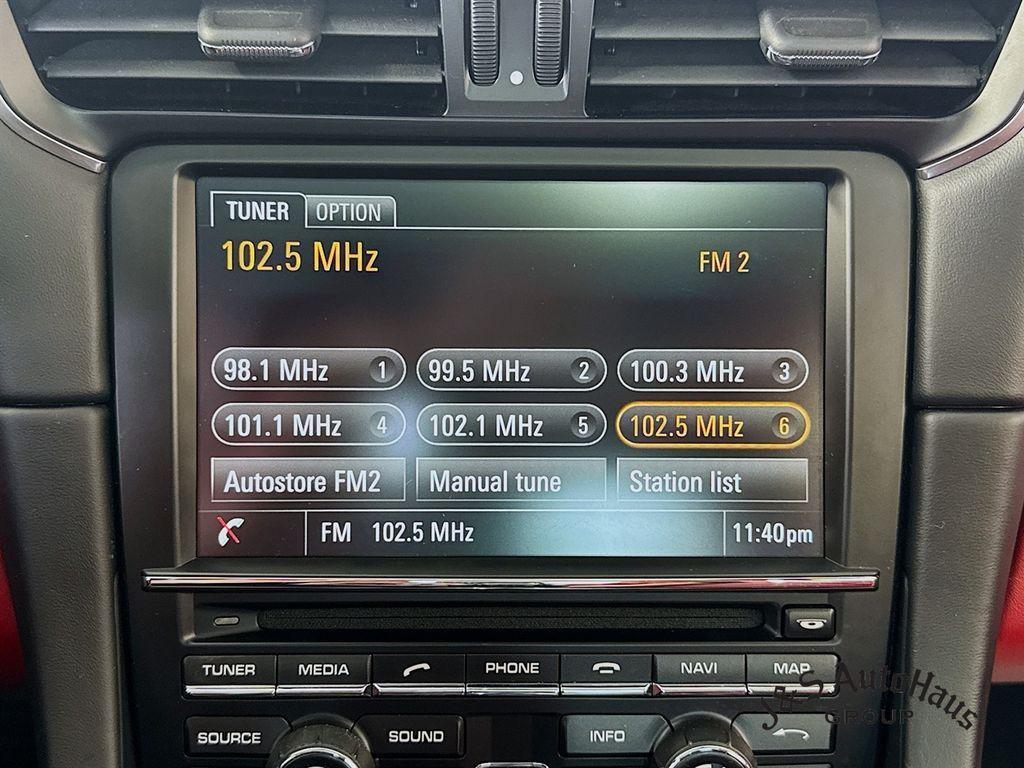 TUNER OPTION
102.5 MHz FM 2
98.1 MHz 1 99.5 MHz 2 100.3 MHz 3
101.1 MHz 4 102.1 MHz 5 102.5 MHz 6
Autostore FM2 Manual tune Station list
FM 102.5 MHz 11:40pm
TUNER MEDIA PHONE NAVI MAP
SOURCE SOUND INFO
AutoHaus
GROUP